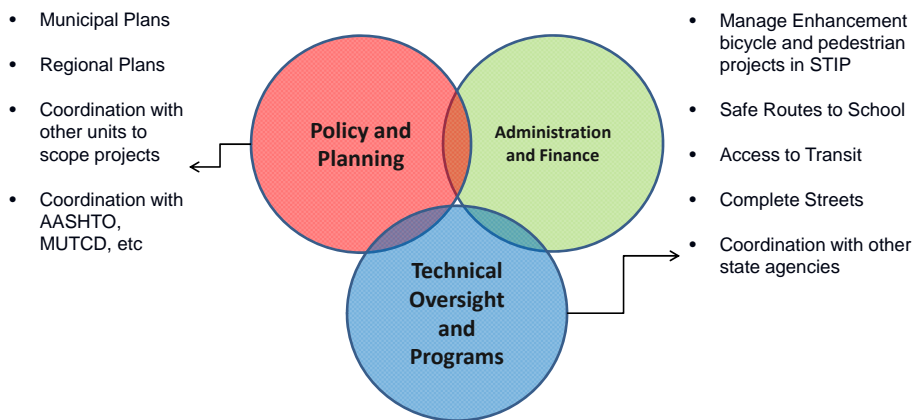 • Municipal Plans
• Regional Plans
• Coordination with
other units to
scope projects
• Coordination with
AASHTO,
MUTCD, etc
Policy and
Planning
Administration
and Finance
Technical
Oversight
and
Programs
• Manage Enhancement
bicycle and pedestrian
projects in STIP
• Safe Routes to School
• Access to Transit
• Complete Streets
• Coordination with other
state agencies